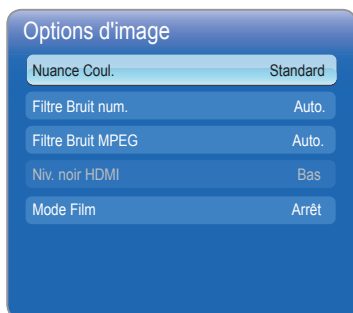 Options d'image
Nuance Coul. Standard
Filtre Bruit num. Auto.
Filtre Bruit MPEG Auto.
Niv. noir HDMI Bas
Mode Film Arrêt